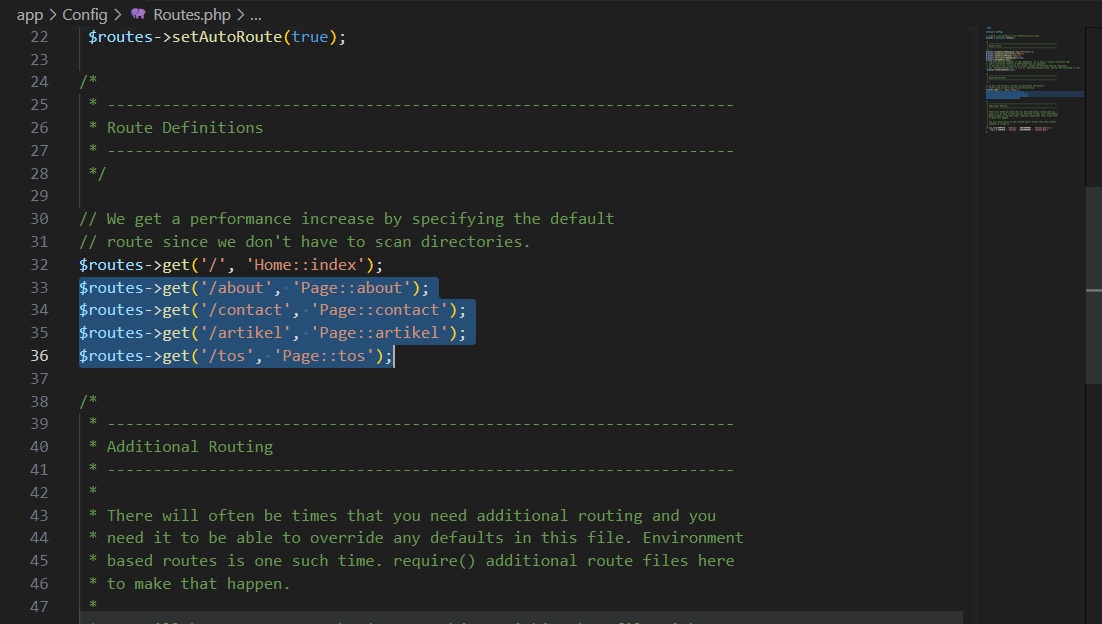 app > Config > Routes.php > ...
22 $routes->setAutoRoute(true);
23
24 /*
25 * --------------------------------------------------------------------
26 * Route Definitions
27 * --------------------------------------------------------------------
28 */
29
30 // We get a performance increase by specifying the default
31 // route since we don't have to scan directories.
32 $routes->get('/', 'Home::index');
33 $routes->get('/about', 'Page::about');
34 $routes->get('/contact', 'Page::contact');
35 $routes->get('/artikel', 'Page::artikel');
36 $routes->get('/tos', 'Page::tos');
37
38 /*
39 * --------------------------------------------------------------------
40 * Additional Routing
41 * --------------------------------------------------------------------
42 *
43 * There will often be times that you need additional routing and you
44 * need it to be able to override any defaults in this file. Environment
45 * based routes is one such time. require() additional route files here
46 * to make that happen.
47 *